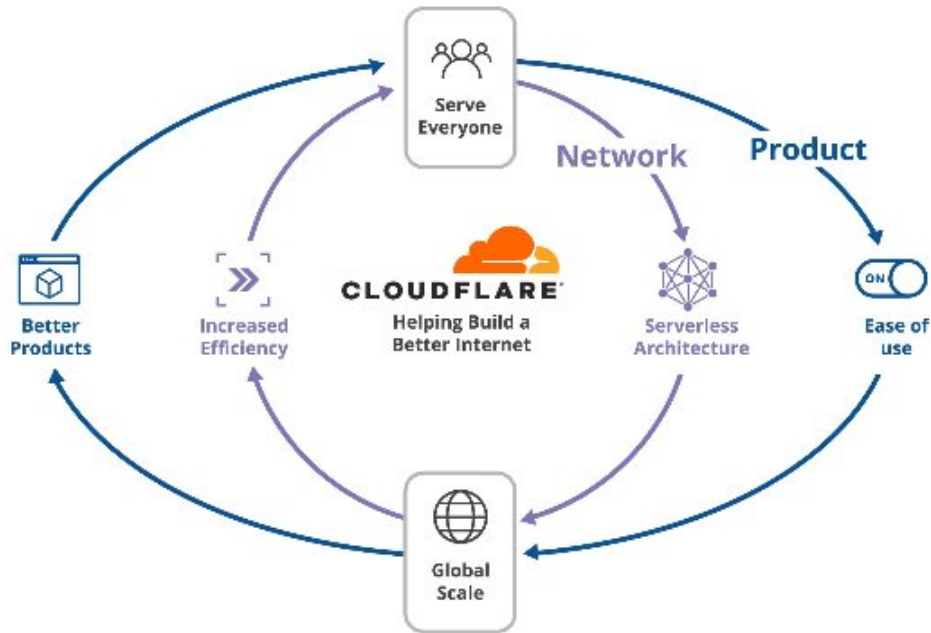 Serve
Everyone
Network
Product
ON
CLOUDFLARE
Helping Build a
Better Internet
Better
Products
Increased
Efficiency
Serverless
Architecture
Ease of
use
Global
Scale